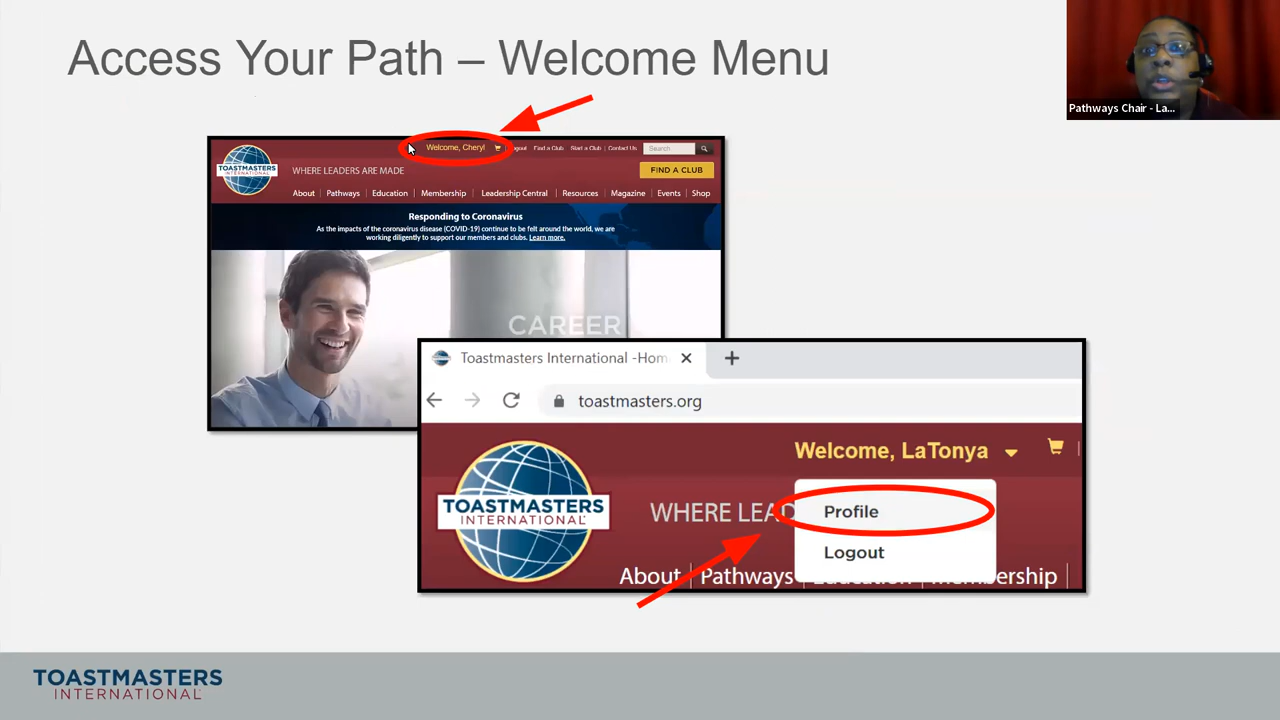 Access Your Path – Welcome Menu
Pathways Chair - La...
Welcome, Cheryl
Logout Find a Club Start a Club Contact Us Search
TOASTMASTERS
INTERNATIONAL
WHERE LEADERS ARE MADE
FIND A CLUB
About Pathways Education Membership Leadership Central Resources Magazine Events Shop
Responding to Coronavirus
As the impacts of the coronavirus disease (COVID-19) continue to be felt around the world, we are
working diligently to support our members and clubs. Learn more.
CAREER
Toastmasters International -Hom
toastmasters.org
Welcome, LaTonya
TOASTMASTERS
INTERNATIONAL
WHERE LEAD
Profile
Logout
About Pathways Education Membership
TOASTMASTERS
INTERNATIONAL